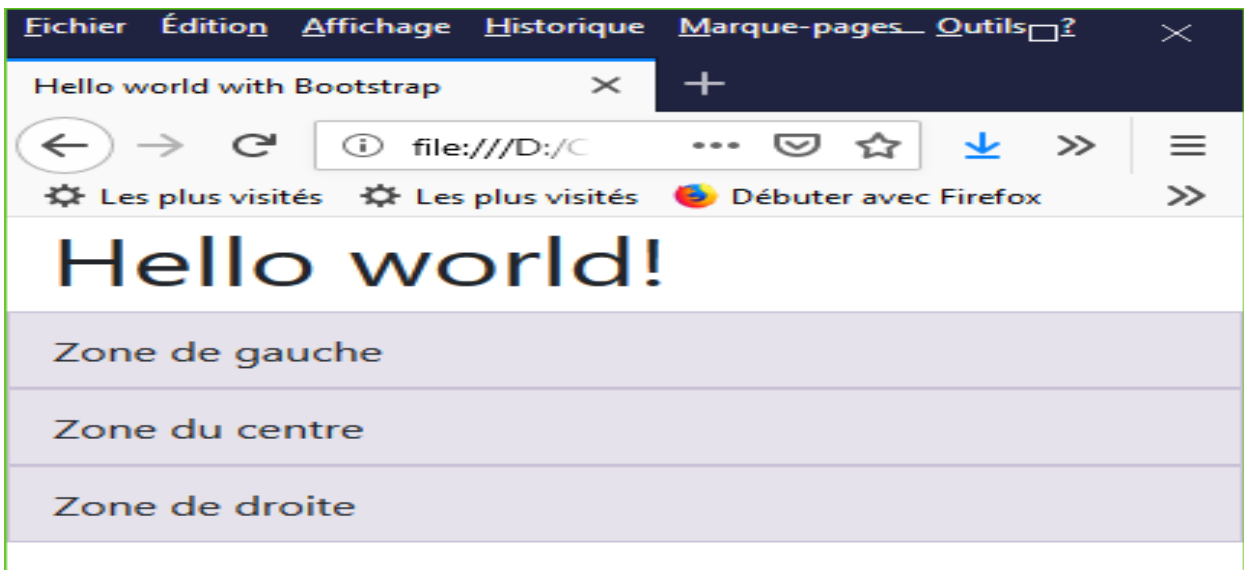 Fichier Édition Affichage Historique Marque-pages Outils ?
Hello world with Bootstrap
file:///D:/C
Les plus visités Les plus visités Débuter avec Firefox
Hello world!
Zone de gauche
Zone du centre
Zone de droite